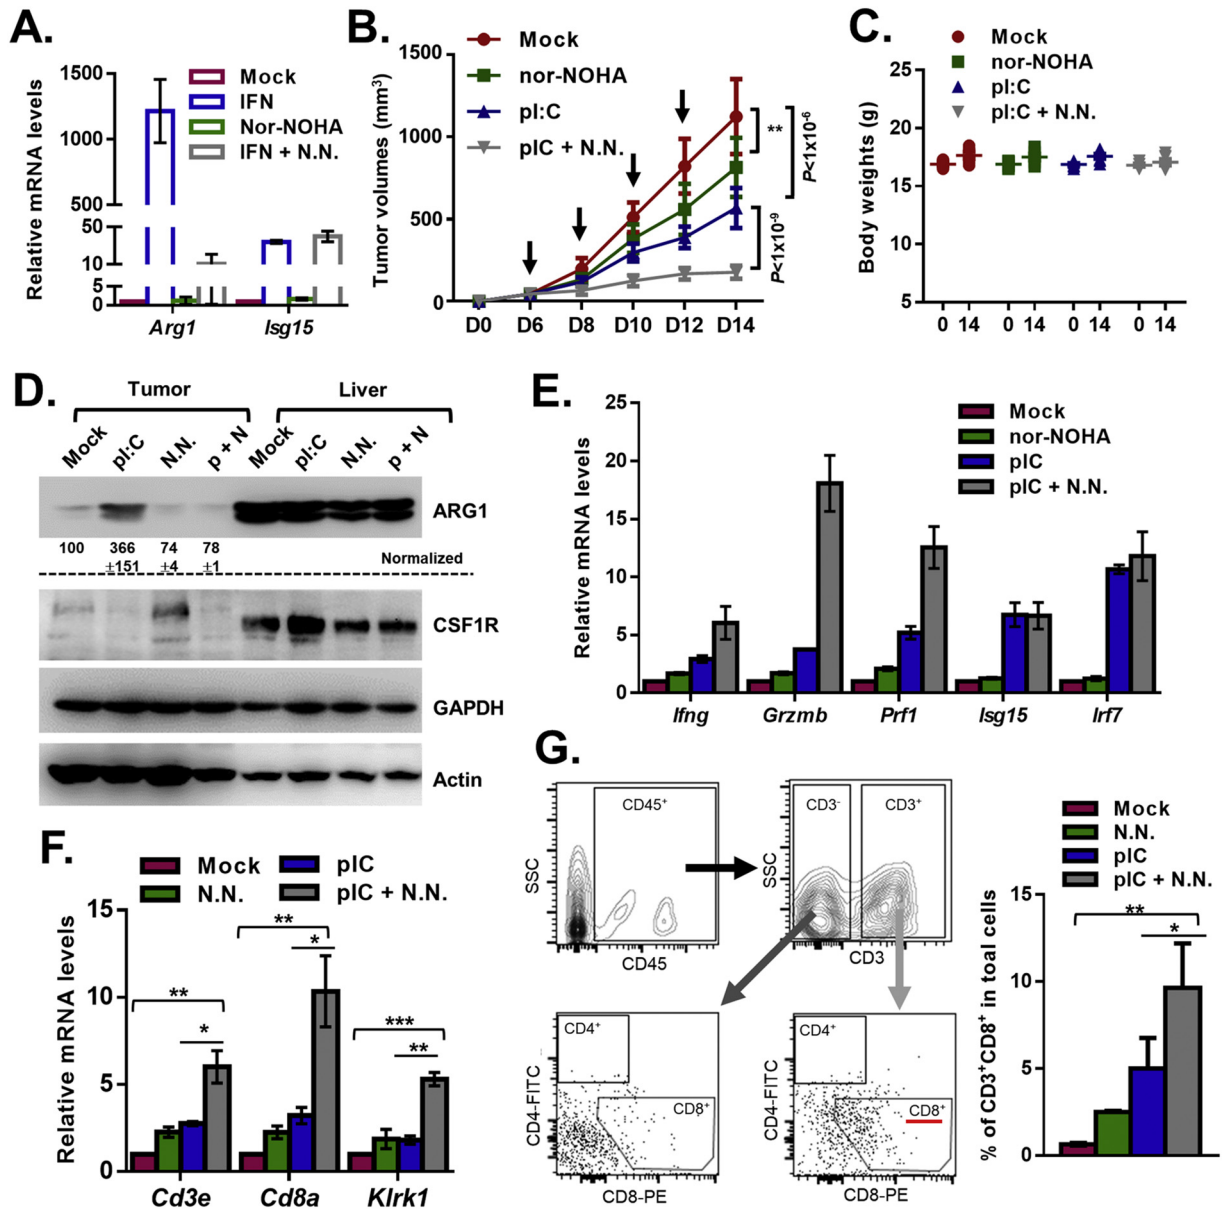 A.
Relative mRNA levels
1500
1000
500
50
10
5
0
Mock
IFN
Nor-NOHA
IFN + N.N.
Arg1
Isg15
B.
Tumor volumes (mm³)
1500
1000
500
0
Mock
nor-NOHA
pI:C
pIC + N.N.
**
P<1x10⁻⁶
P<1x10⁻⁹
D0 D6 D8 D10 D12 D14
C.
Body weights (g)
25
20
15
10
5
Mock
nor-NOHA
pI:C
pI:C + N.N.
0 14 0 14 0 14 0 14
D.
Tumor Liver
Mock pI:C N.N. p + N Mock pI:C N.N. p + N
ARG1
100 366 74 78
±151 ±4 ±1
Normalized
CSF1R
GAPDH
Actin
E.
Relative mRNA levels
25
20
15
10
5
0
Mock
nor-NOHA
pIC
pIC + N.N.
Ifng Grzmb Prf1 Isg15 Irf7
F.
Mock
N.N.
pIC
pIC + N.N.
Relative mRNA levels
15
10
5
0
**
*
**
*
***
**
Cd3e Cd8a Klrk1
G.
CD45⁺
SSC
CD45
CD3⁻ CD3⁺
SSC
CD3
CD4⁺
CD8⁺
CD4-FITC
CD8-PE
CD4⁺
CD8⁺
CD4-FITC
CD8-PE
Mock
N.N.
pIC
pIC + N.N.
% of CD3⁺CD8⁺ in toal cells
15
10
5
0
**
*